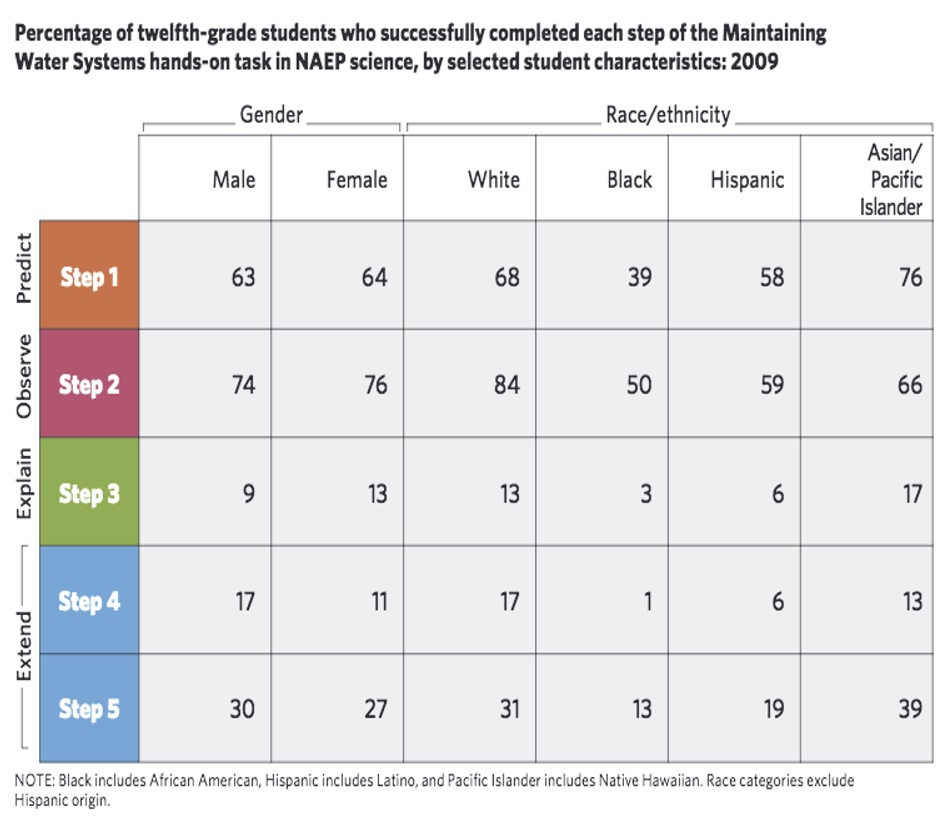 Percentage of twelfth-grade students who successfully completed each step of the Maintaining
Water Systems hands-on task in NAEP science, by selected student characteristics: 2009
Gender Race/ethnicity
Male Female White Black Hispanic Asian/
Pacific
Islander
Predict Step 1 63 64 68 39 58 76
Observe Step 2 74 76 84 50 59 66
Explain Step 3 9 13 13 3 6 17
Extend Step 4 17 11 17 1 6 13
Step 5 30 27 31 13 19 39
NOTE: Black includes African American, Hispanic includes Latino, and Pacific Islander includes Native Hawaiian. Race categories exclude
Hispanic origin.